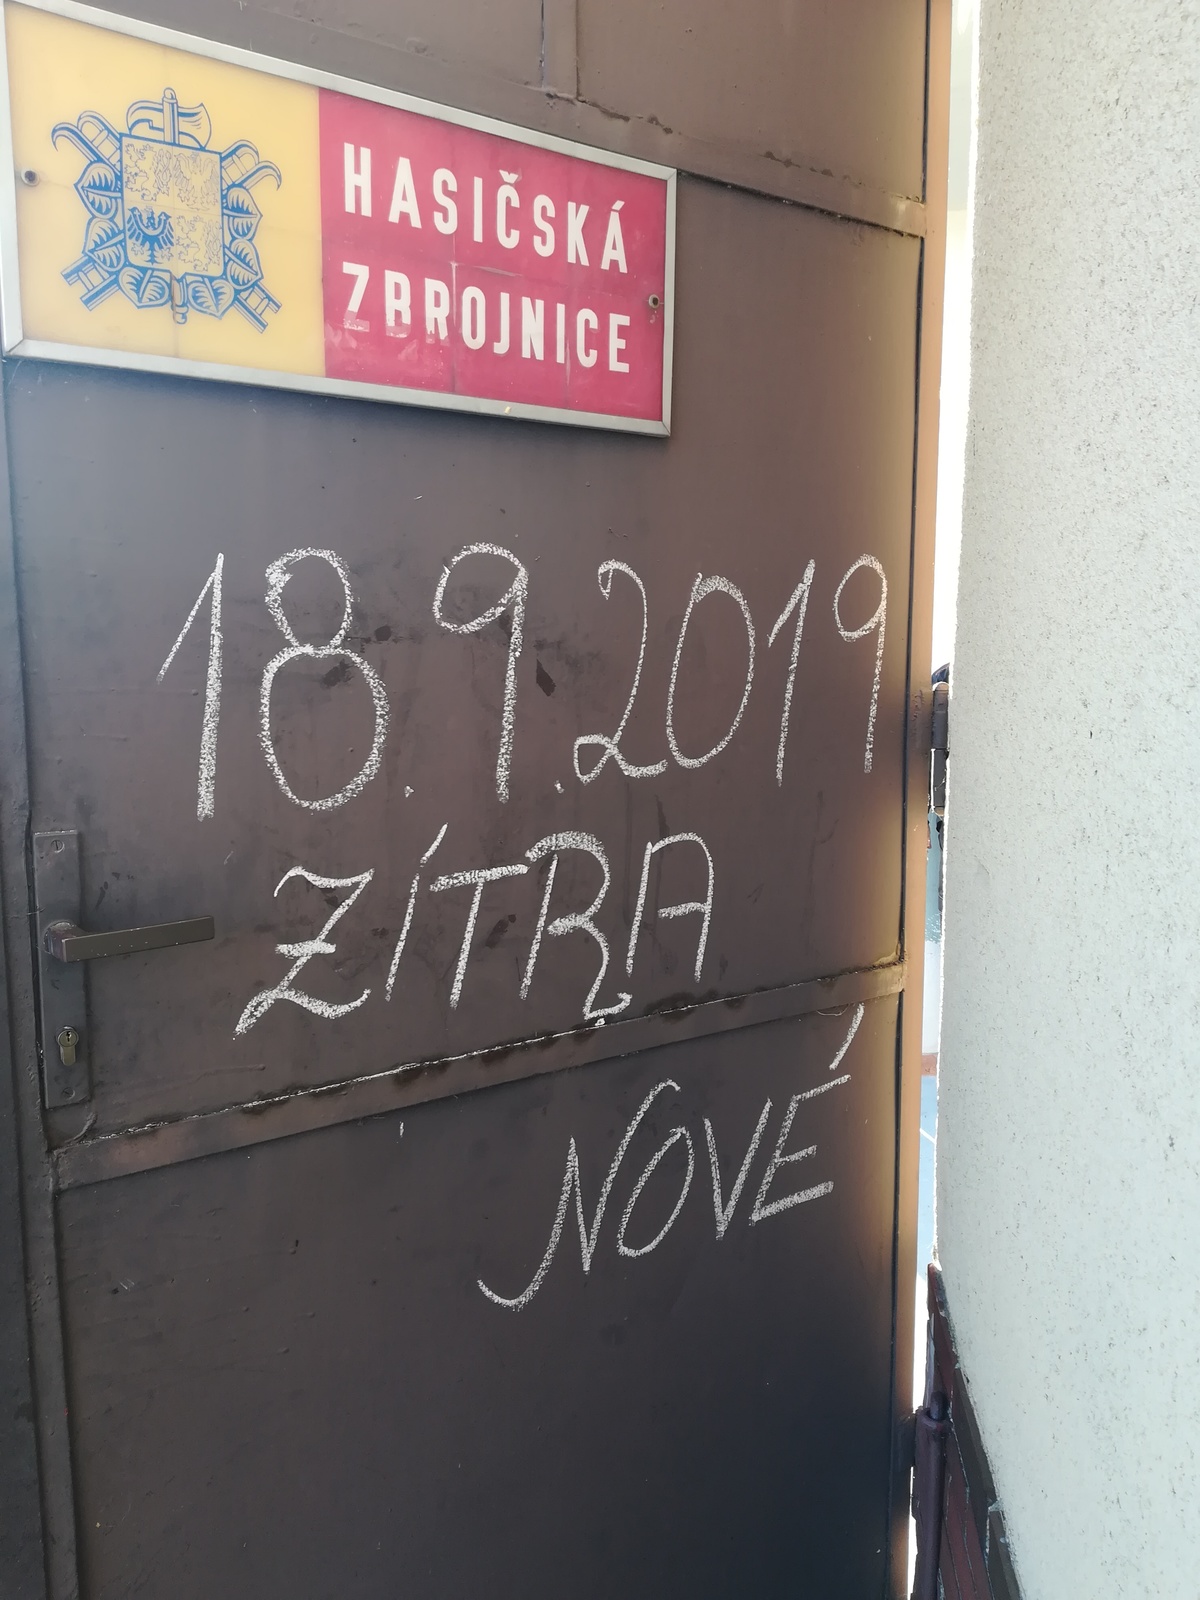 HASIČSKÁ
ZBROJNICE
18.9.2019
ZÍTRA
NOVÉ